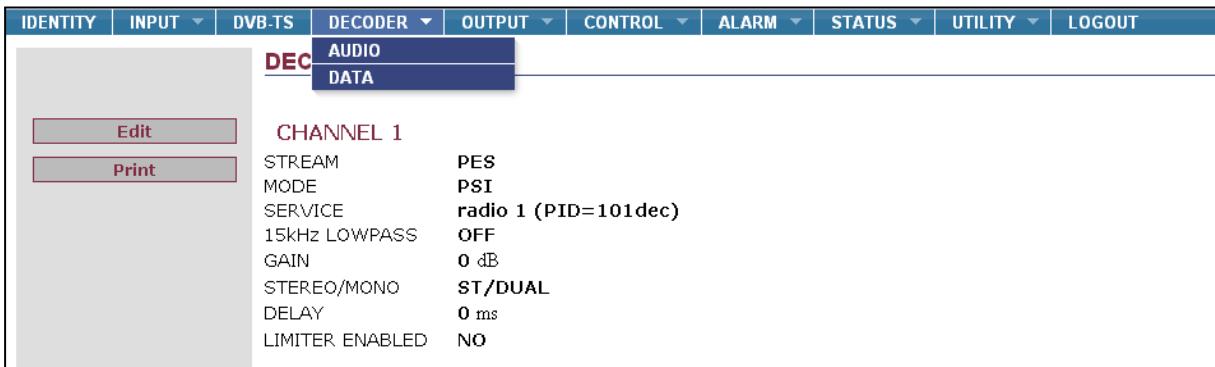 IDENTITY INPUT DVB-TS DECODER OUTPUT CONTROL ALARM STATUS UTILITY LOGOUT
AUDIO
DATA
DEC
Edit
Print
CHANNEL 1
STREAM PES
MODE PSI
SERVICE radio 1 (PID=101dec)
15kHz LOWPASS OFF
GAIN 0 dB
STEREO/MONO ST/DUAL
DELAY 0 ms
LIMITER ENABLED NO